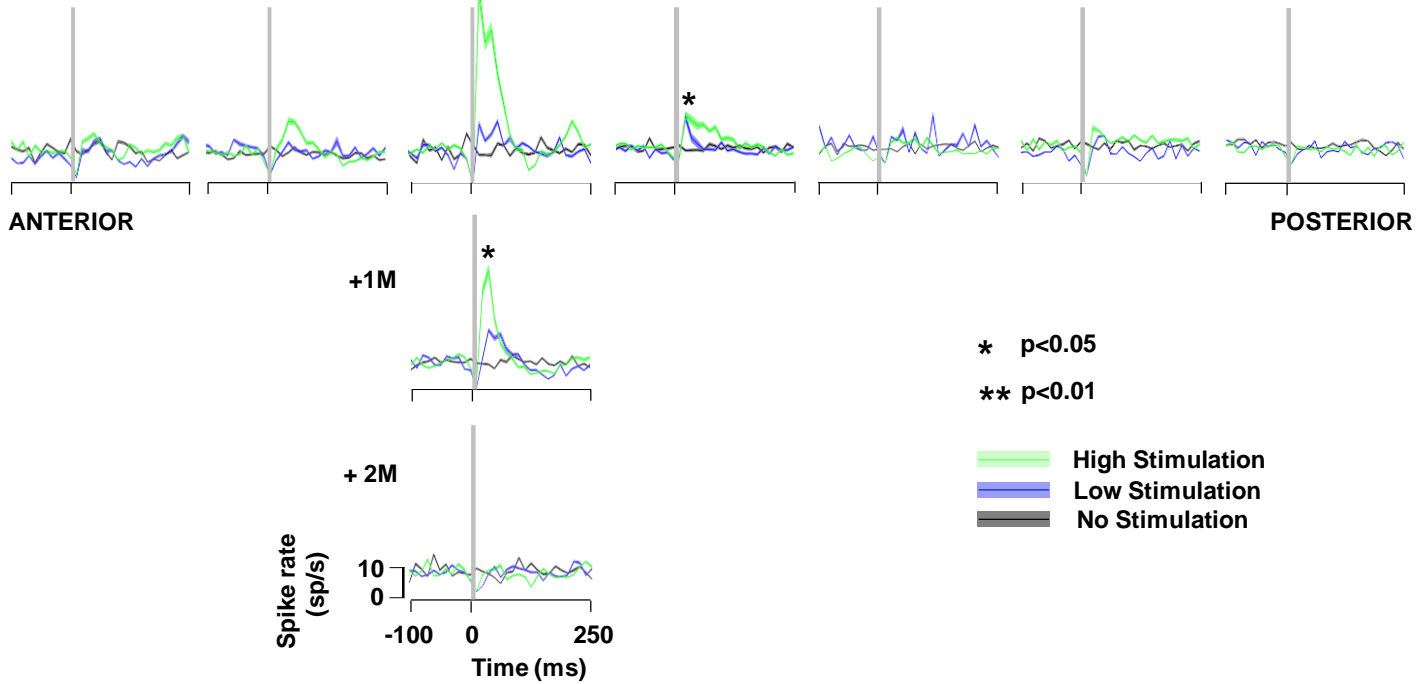 *
ANTERIOR
POSTERIOR
+1M
*
* p<0.05
** p<0.01
+ 2M
High Stimulation
Low Stimulation
No Stimulation
Spike rate
(sp/s)
10
0
-100 0 250
Time (ms)